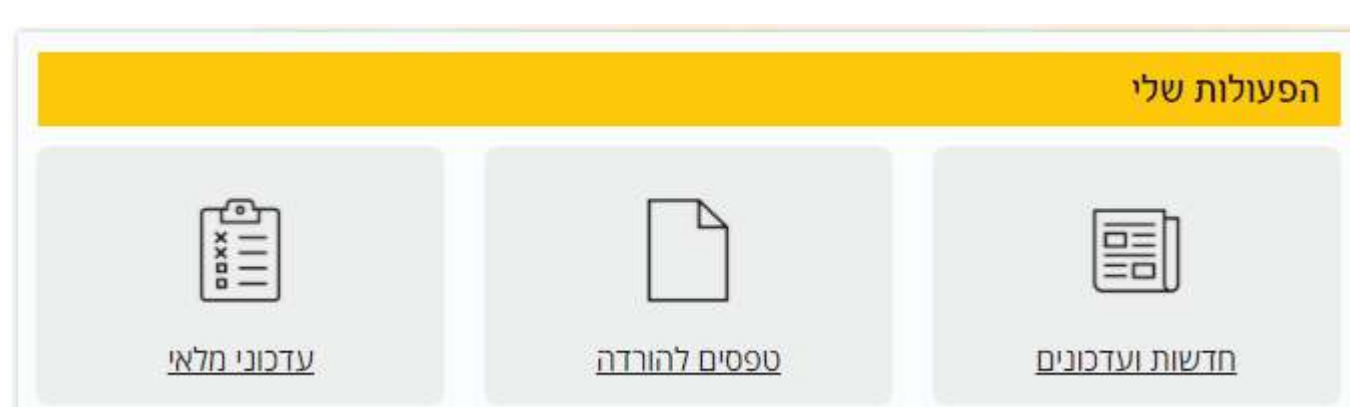 הפעולות שלי
חדשות ועדכונים
טפסים להורדה
עדכוני מלאי